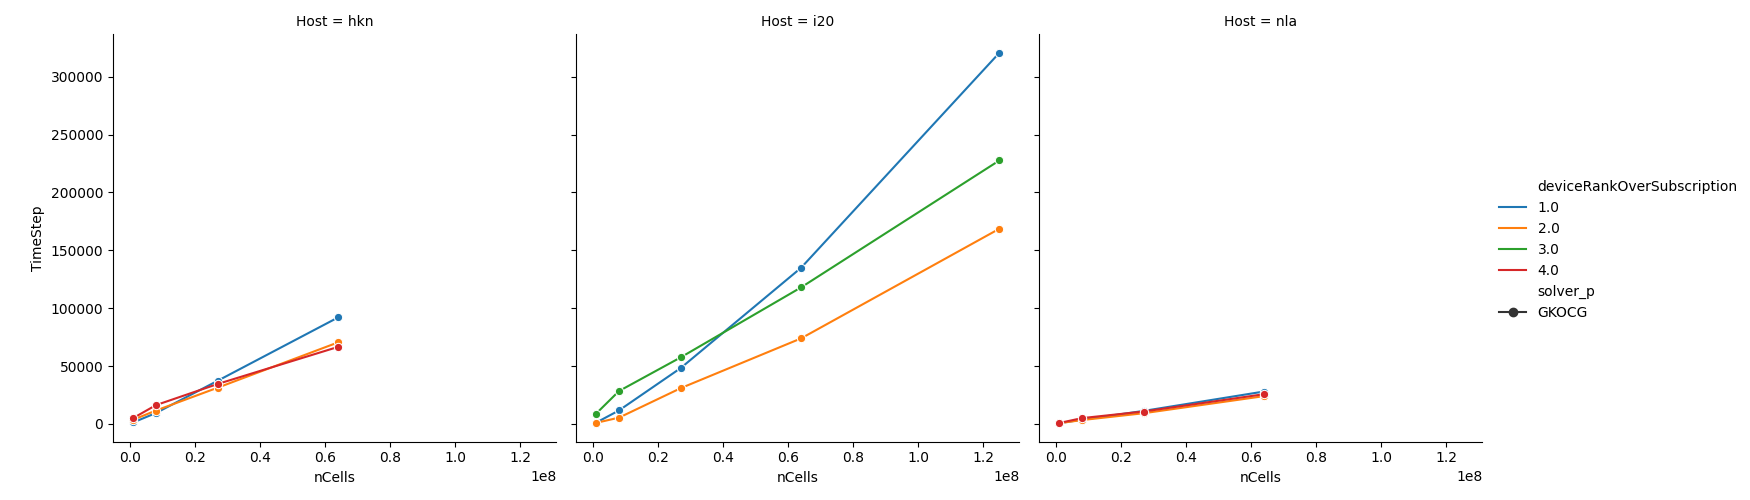 Host = hkn
Host = i20
Host = nla
TimeStep
300000
250000
200000
150000
100000
50000
0
0.0 0.2 0.4 0.6 0.8 1.0 1.2
nCells
1e8
0.0 0.2 0.4 0.6 0.8 1.0 1.2
nCells
1e8
0.0 0.2 0.4 0.6 0.8 1.0 1.2
nCells
1e8
deviceRankOverSubscription
1.0
2.0
3.0
4.0
solver_p
GKOCG